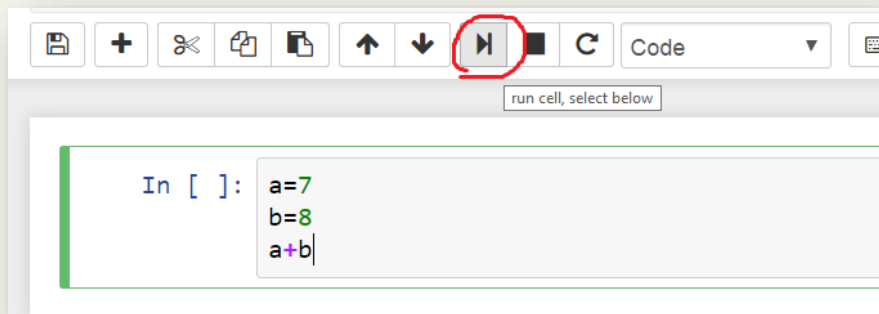 Code
run cell, select below
In [ ]: a=7
b=8
a+b